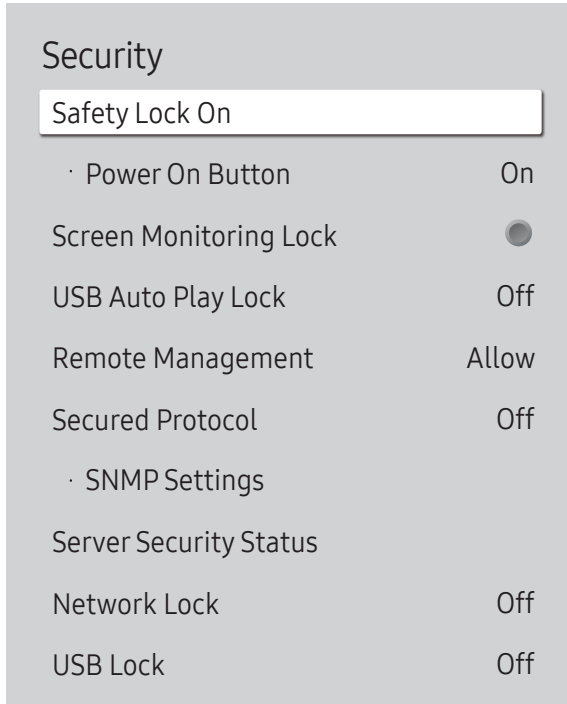 Security
Safety Lock On
· Power On Button On
Screen Monitoring Lock
USB Auto Play Lock Off
Remote Management Allow
Secured Protocol Off
· SNMP Settings
Server Security Status
Network Lock Off
USB Lock Off